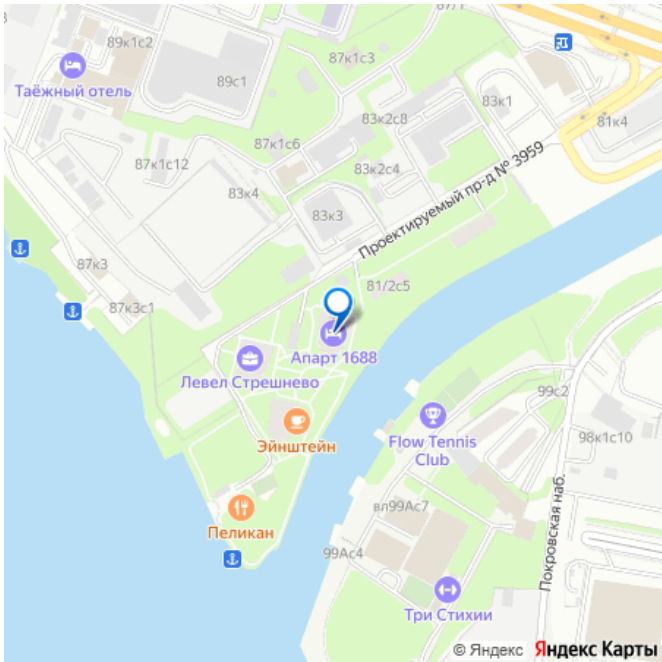 87/1
89к1с2
87к1с3
Таёжный отель
89с1
83к1
81к4
83к2с8
87к1с6
87к1с12
83к2с4
83к4
Проектируемый пр-д № 3959
83к3
87к3
81/2с5
87к3с1
Апарт 1688
Левел Стрешнево
99с2
Flow Tennis
Club
98к1с10
Эйнштейн
Покровская наб.
вл99Ас7
Пеликан
99Ас4
Три Стихии
© Яндекс Яндекс Карты